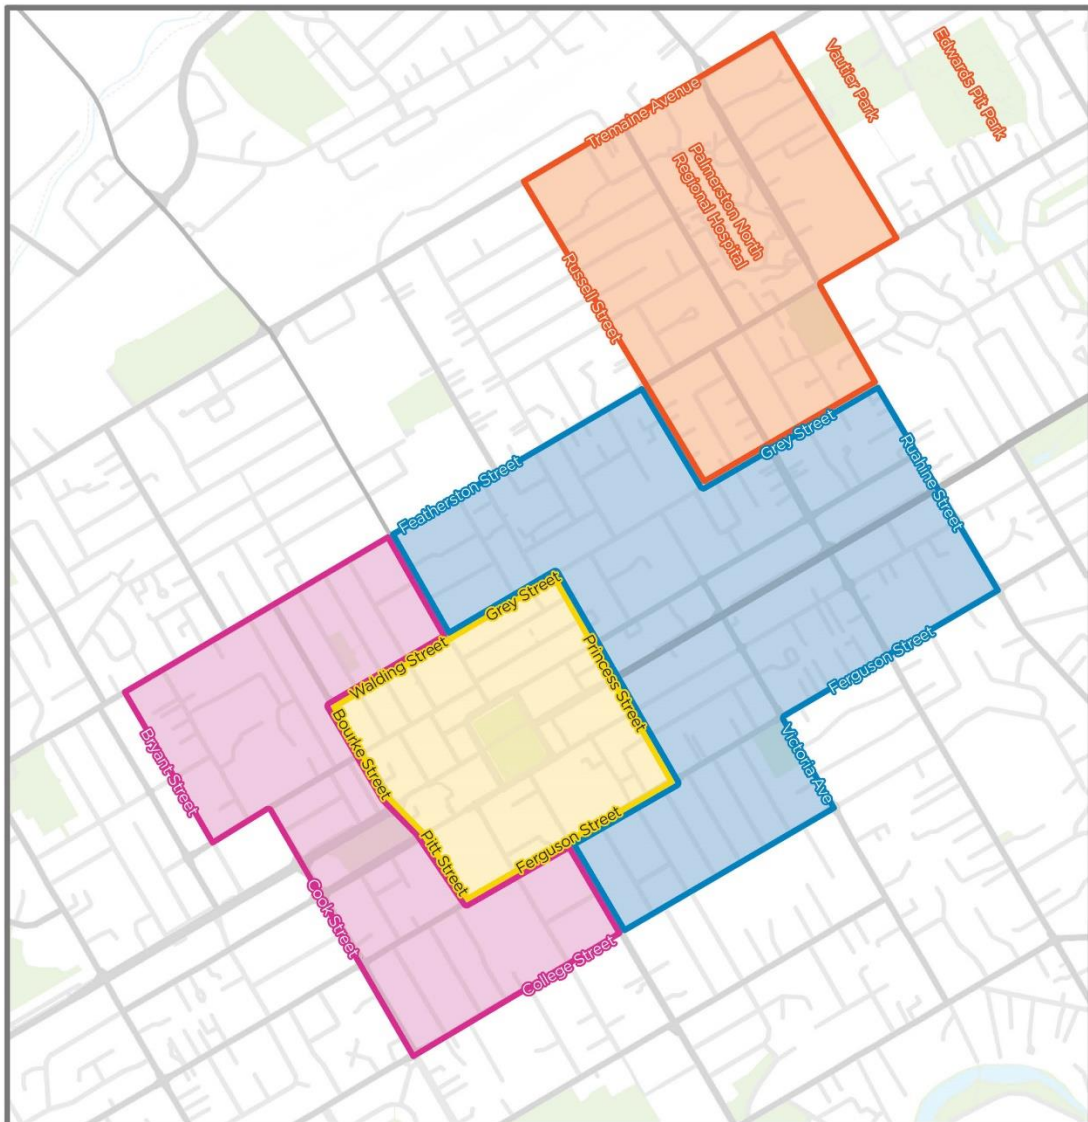 Tremaine Avenue
Vautier Park
Edwards Pit Park
Palmerston North
Regional Hospital
Russell Street
Grey Street
Featherston Street
Ruahine Street
Grey Street
Walding Street
Princess Street
Ferguson Street
Bourke Street
Bryant Street
Victoria Ave
Pitt Street
Ferguson Street
Cook Street
College Street